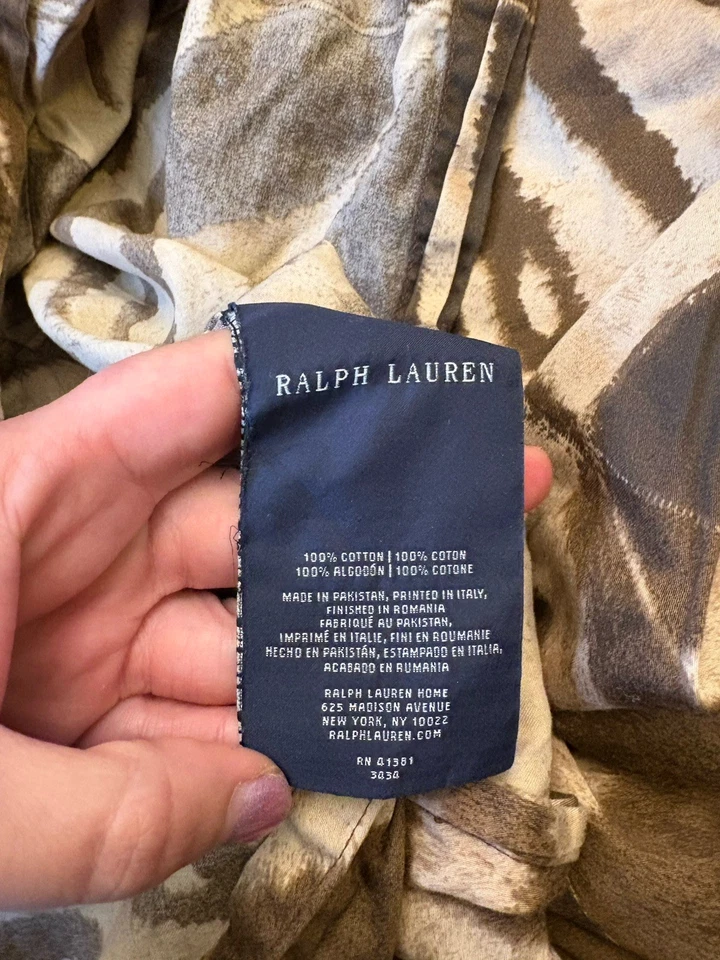 RALPH LAUREN
100% COTTON | 100% COTON
100% ALGODÓN | 100% COTONE
MADE IN PAKISTAN, PRINTED IN ITALY,
FINISHED IN ROMANIA
FABRIQUÉ AU PAKISTAN,
IMPRIMÉ EN ITALIE, FINI EN ROUMANIE
HECHO EN PAKISTÁN, ESTAMPADO EN ITALIA,
ACABADO EN RUMANIA
RALPH LAUREN HOME
625 MADISON AVENUE
NEW YORK, NY 10022
RALPHLAUREN.COM
RN 41381
3434